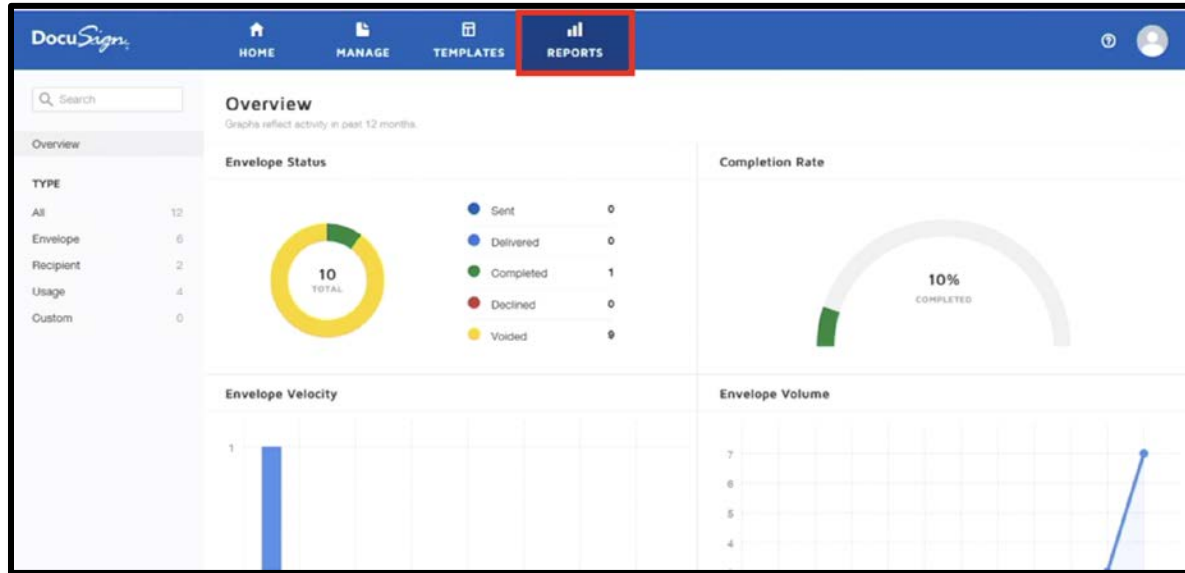 DocuSign
HOME
MANAGE
TEMPLATES
REPORTS
Search
Overview
TYPE
All 12
Envelope 6
Recipient 2
Usage 4
Custom 0
Overview
Graphs reflect activity in past 12 months.
Envelope Status
10
TOTAL
Sent 0
Delivered 0
Completed 1
Declined 0
Voided 9
Completion Rate
10%
COMPLETED
Envelope Velocity
1
Envelope Volume
7
6
5
4